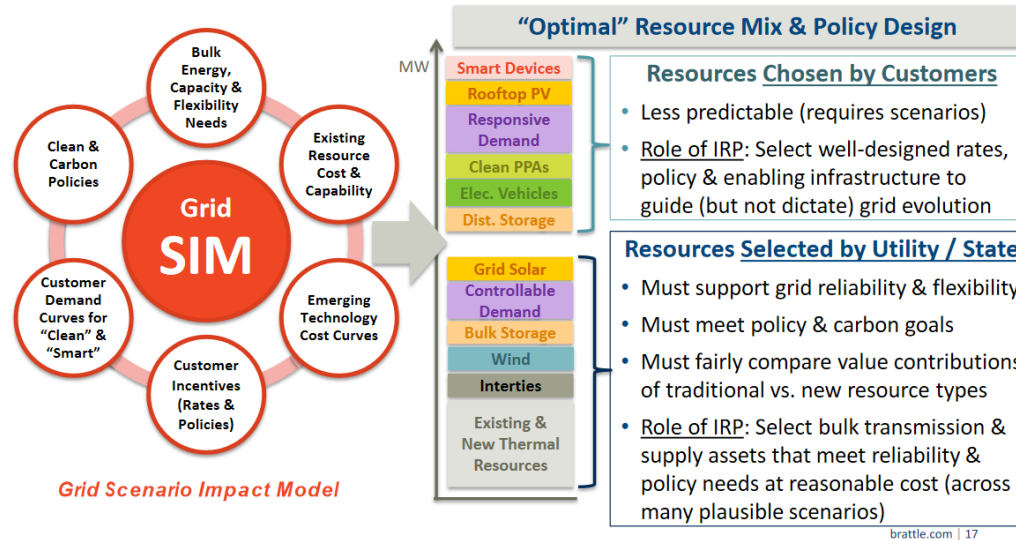 "Optimal" Resource Mix & Policy Design
Bulk
Energy,
Capacity &
Flexibility
Needs
Clean &
Carbon
Policies
Existing
Resource
Cost &
Capability
Grid
SIM
Customer
Demand
Curves for
"Clean" &
"Smart"
Emerging
Technology
Cost Curves
Customer
Incentives
(Rates &
Policies)
Grid Scenario Impact Model
MW
Smart Devices
Rooftop PV
Responsive
Demand
Clean PPAs
Elec. Vehicles
Dist. Storage
Grid Solar
Controllable
Demand
Bulk Storage
Wind
Interties
Existing &
New Thermal
Resources
Resources Chosen by Customers
• Less predictable (requires scenarios)
• Role of IRP: Select well-designed rates,
policy & enabling infrastructure to
guide (but not dictate) grid evolution
Resources Selected by Utility / State
• Must support grid reliability & flexibility
• Must meet policy & carbon goals
• Must fairly compare value contributions
of traditional vs. new resource types
• Role of IRP: Select bulk transmission &
supply assets that meet reliability &
policy needs at reasonable cost (across
many plausible scenarios)
brattle.com | 17